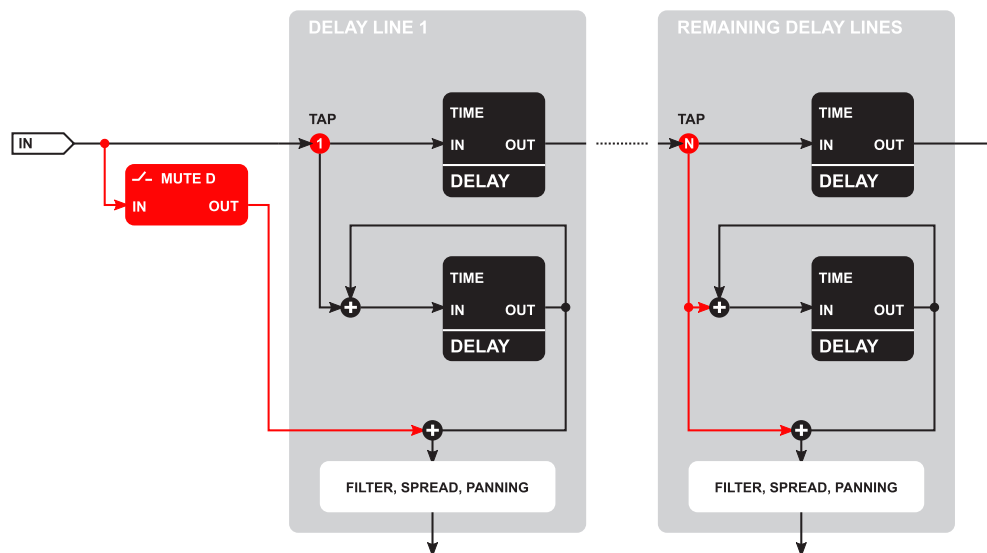 DELAY LINE 1
TAP
1
TIME
IN OUT
DELAY
TIME
IN OUT
DELAY
FILTER, SPREAD, PANNING
IN
MUTE D
IN OUT
REMAINING DELAY LINES
TAP
N
TIME
IN OUT
DELAY
TIME
IN OUT
DELAY
FILTER, SPREAD, PANNING